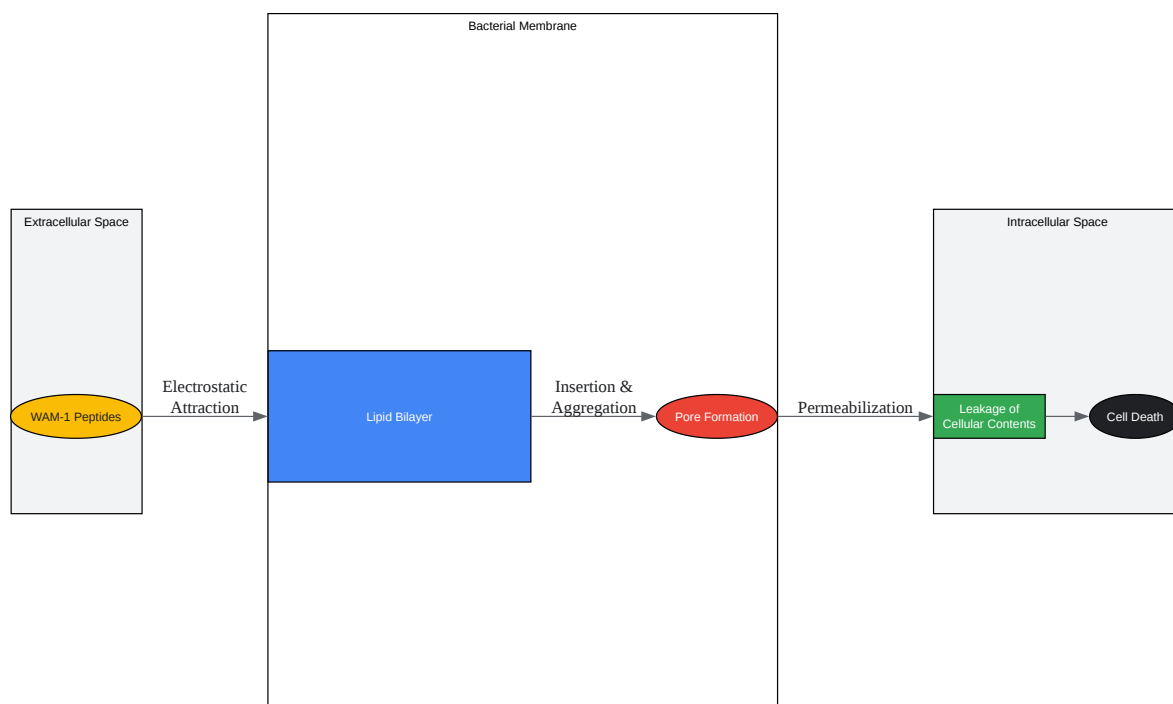 Bacterial Membrane
Extracellular Space
Intracellular Space
WAM-1 Peptides
Electrostatic
Attraction
Lipid Bilayer
Insertion &
Aggregation
Pore Formation
Permeabilization
Leakage of
Cellular Contents
Cell Death